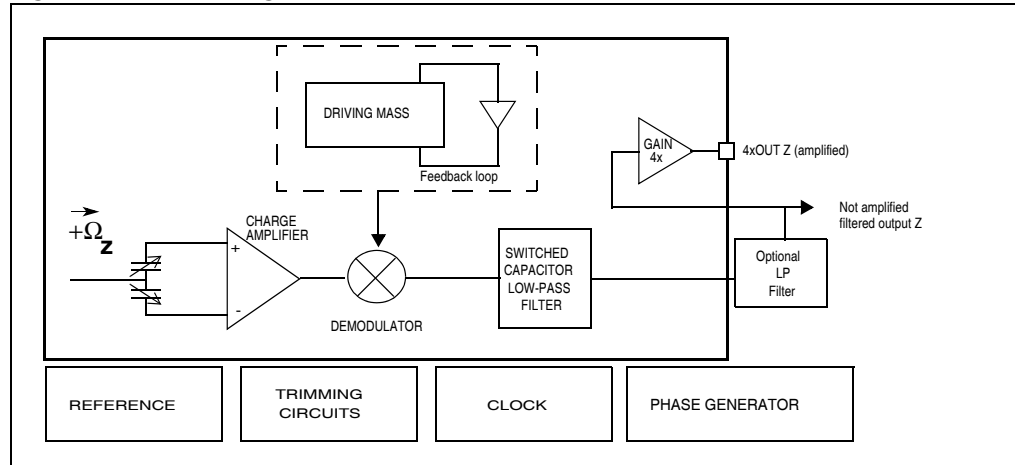 DRIVING MASS
Feedback loop
GAIN
4x
4xOUT Z (amplified)
Not amplified
filtered output Z
+Ω
z
CHARGE
AMPLIFIER
+
-
DEMODULATOR
SWITCHED
CAPACITOR
LOW-PASS
FILTER
Optional
LP
Filter
REFERENCE
TRIMMING
CIRCUITS
CLOCK
PHASE GENERATOR